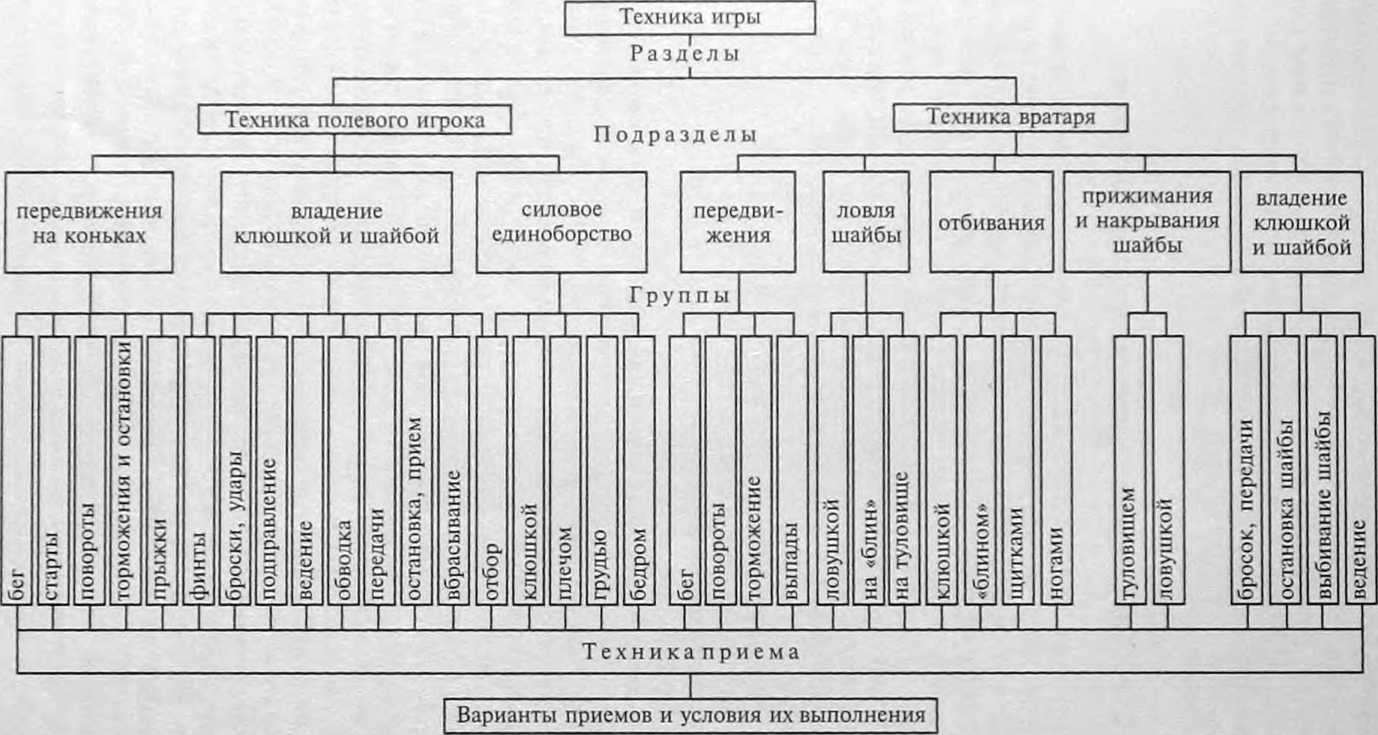 Техника игры
Разделы
Техника полевого игрока
Техника вратаря
Подразделы
передвижения
на коньках
владение
клюшкой и шайбой
силовое
единоборство
передви-
жения
ловля
шайбы
отбивания
прижимания
и накрывания
шайбы
владение
клюшкой
и шайбой
Группы
бег
старты
повороты
торможения и остановки
прыжки
финты
броски, удары
подправление
ведение
обводка
передачи
остановка, прием
вбрасывание
отбор
клюшкой
плечом
грудью
бедром
бег
повороты
торможение
выпады
ловушкой
на «блин»
на туловище
клюшкой
«блином»
щитками
ногами
туловищем
ловушкой
бросок, передачи
остановка шайбы
выбивание шайбы
ведение
Техника приема
Варианты приемов и условия их выполнения